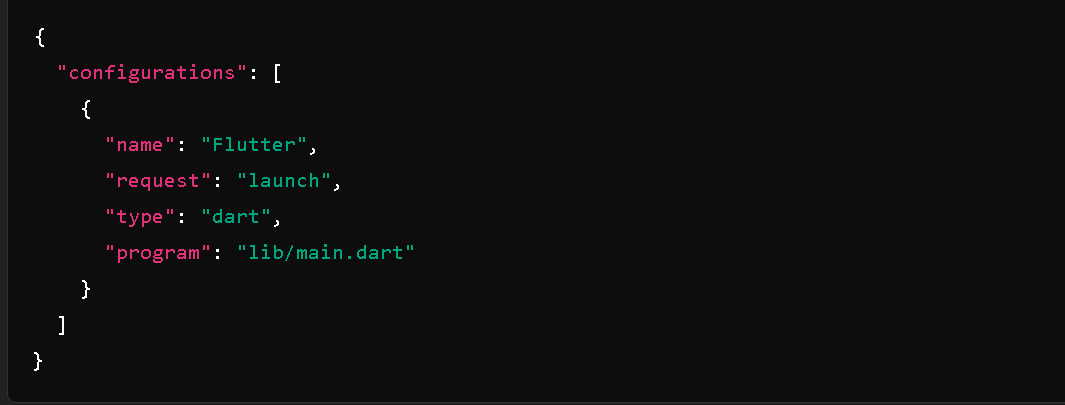 {
  "configurations": [
    {
      "name": "Flutter",
      "request": "launch",
      "type": "dart",
      "program": "lib/main.dart"
    }
  ]
}